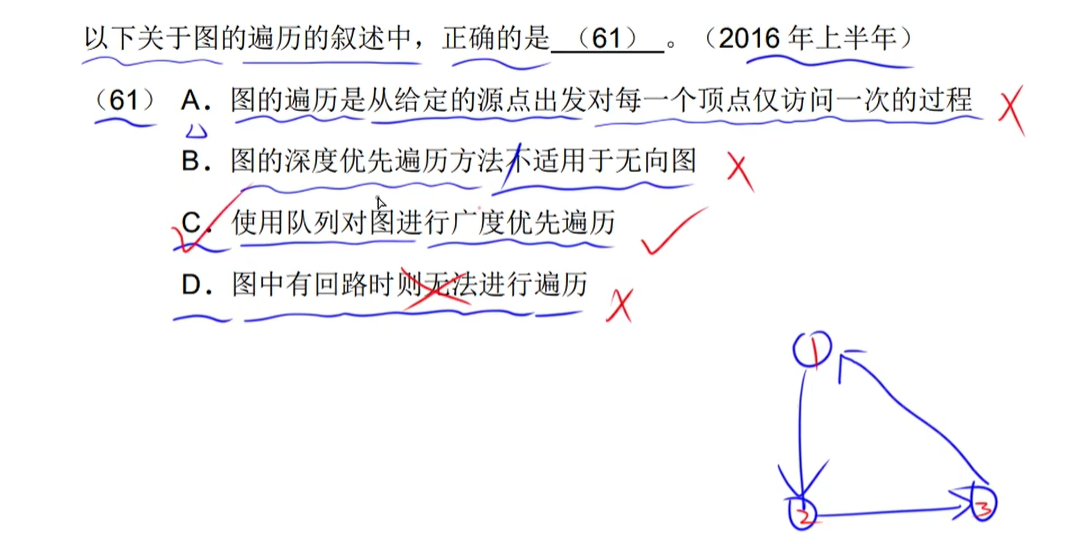 以下关于图的遍历的叙述中，正确的是 （61） 。（2016 年上半年）
（61） A．图的遍历是从给定的源点出发对每一个顶点仅访问一次的过程
B．图的深度优先遍历方法不适用于无向图
C．使用队列对图进行广度优先遍历
D．图中有回路时则无法进行遍历
1
2
3